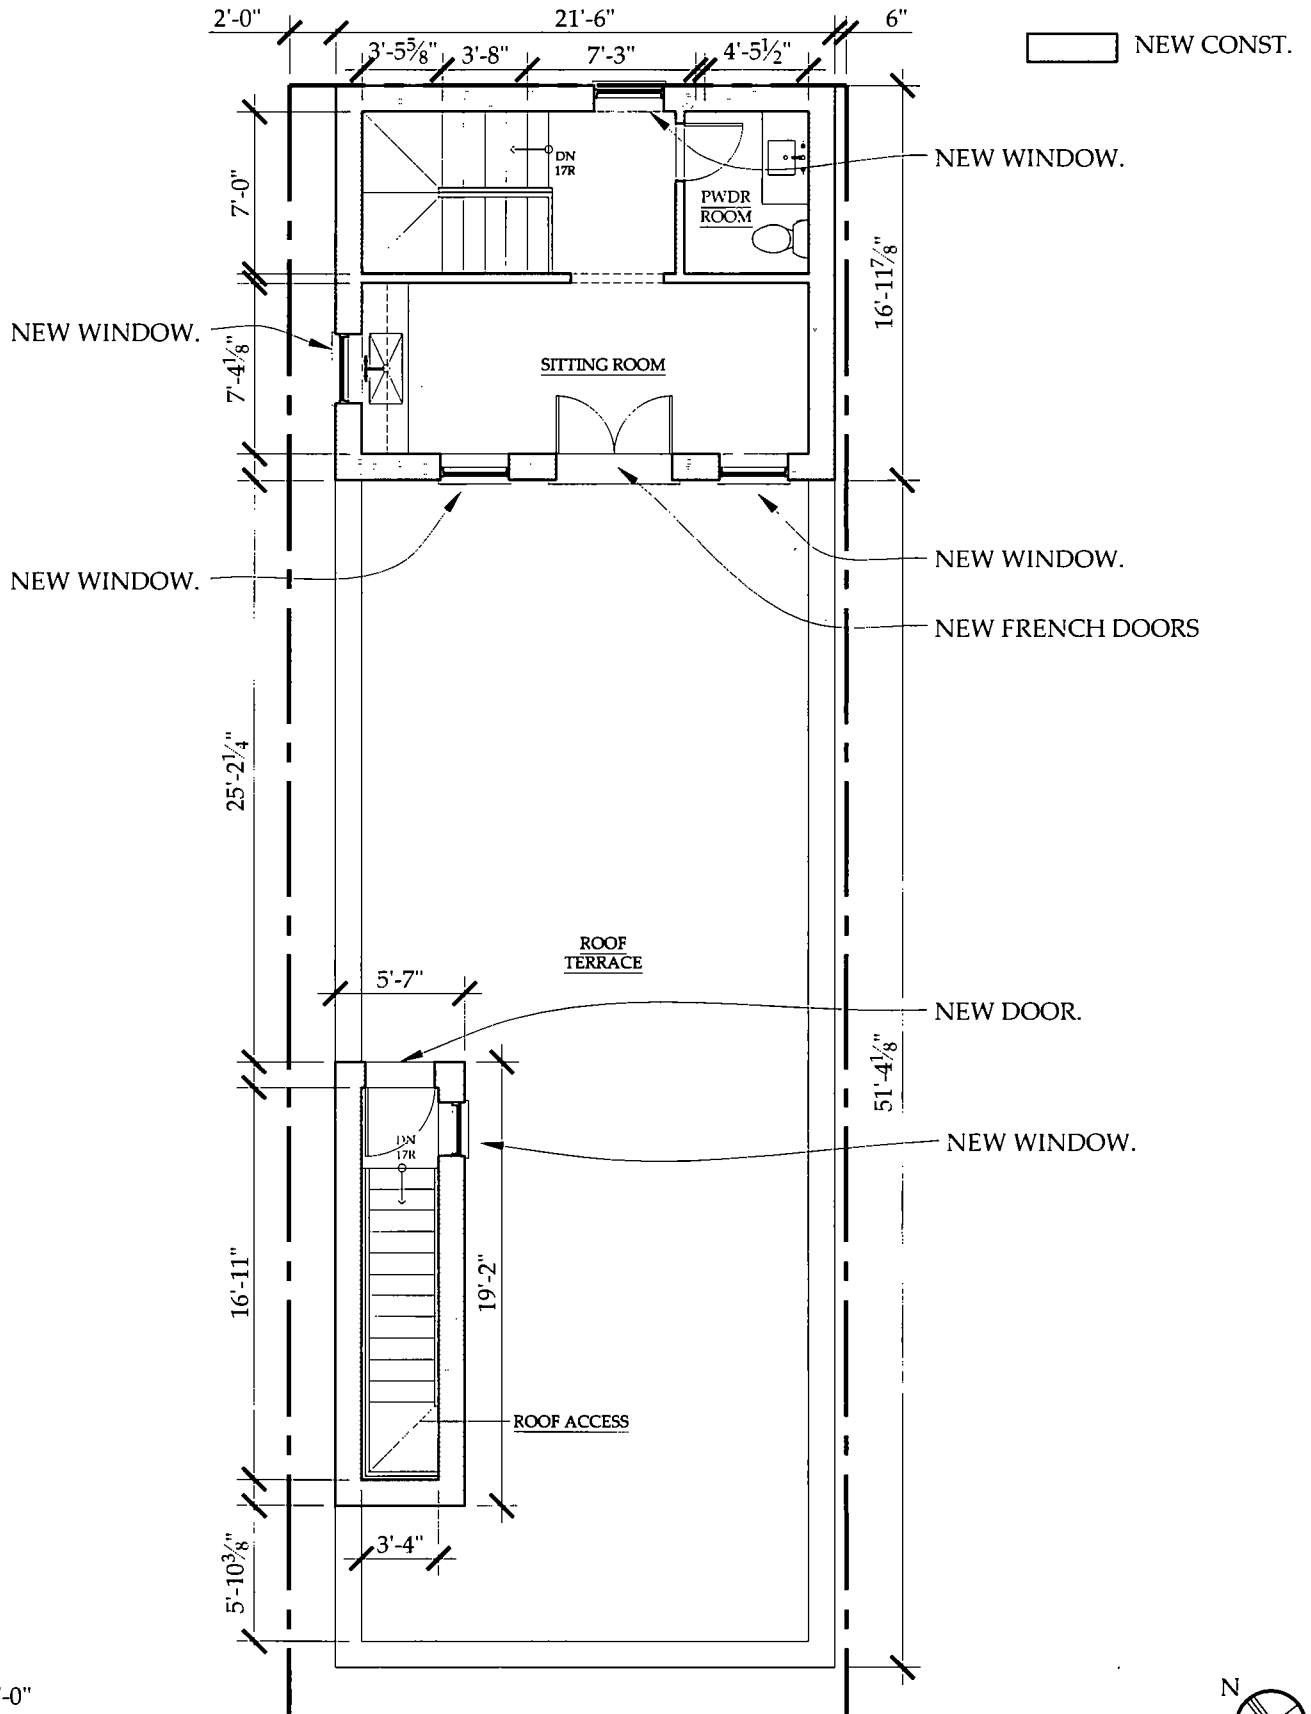 2'-0"
21'-6"
6"
3'-5⅝"
3'-8"
7'-3"
4'-5½"
NEW CONST.
DN
17R
NEW WINDOW.
PWDR
ROOM
7'-0"
16'-11⅞"
NEW WINDOW.
7'-4⅛"
SITTING ROOM
NEW WINDOW.
NEW WINDOW.
NEW FRENCH DOORS
25'-2¼"
ROOF
TERRACE
5'-7"
NEW DOOR.
51'-4⅛"
DN
17R
NEW WINDOW.
16'-11"
19'-2"
ROOF ACCESS
3'-4"
5'-10⅜"
'-0"
N